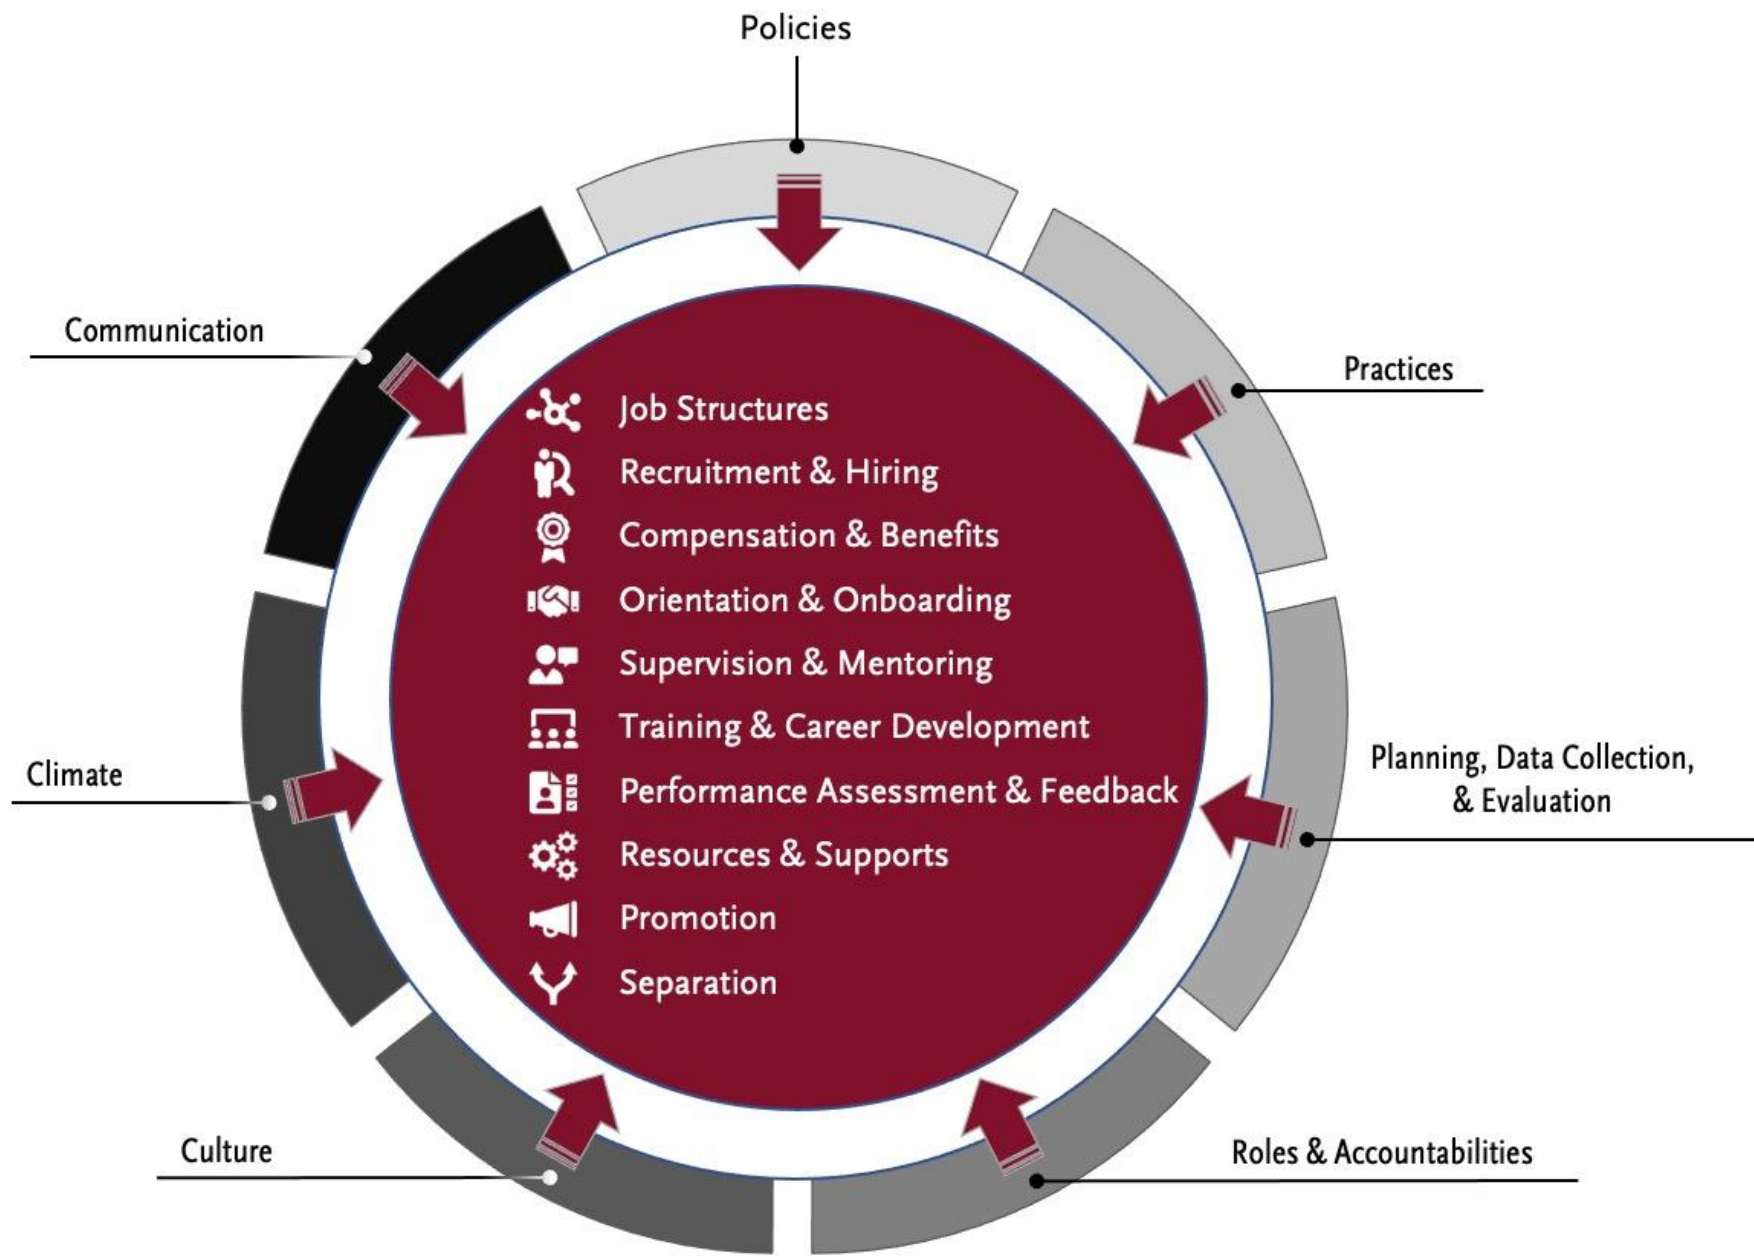 Policies
Communication
Practices
Job Structures
Recruitment & Hiring
Compensation & Benefits
Orientation & Onboarding
Supervision & Mentoring
Training & Career Development
Performance Assessment & Feedback
Resources & Supports
Promotion
Separation
Climate
Planning, Data Collection,
& Evaluation
Culture
Roles & Accountabilities